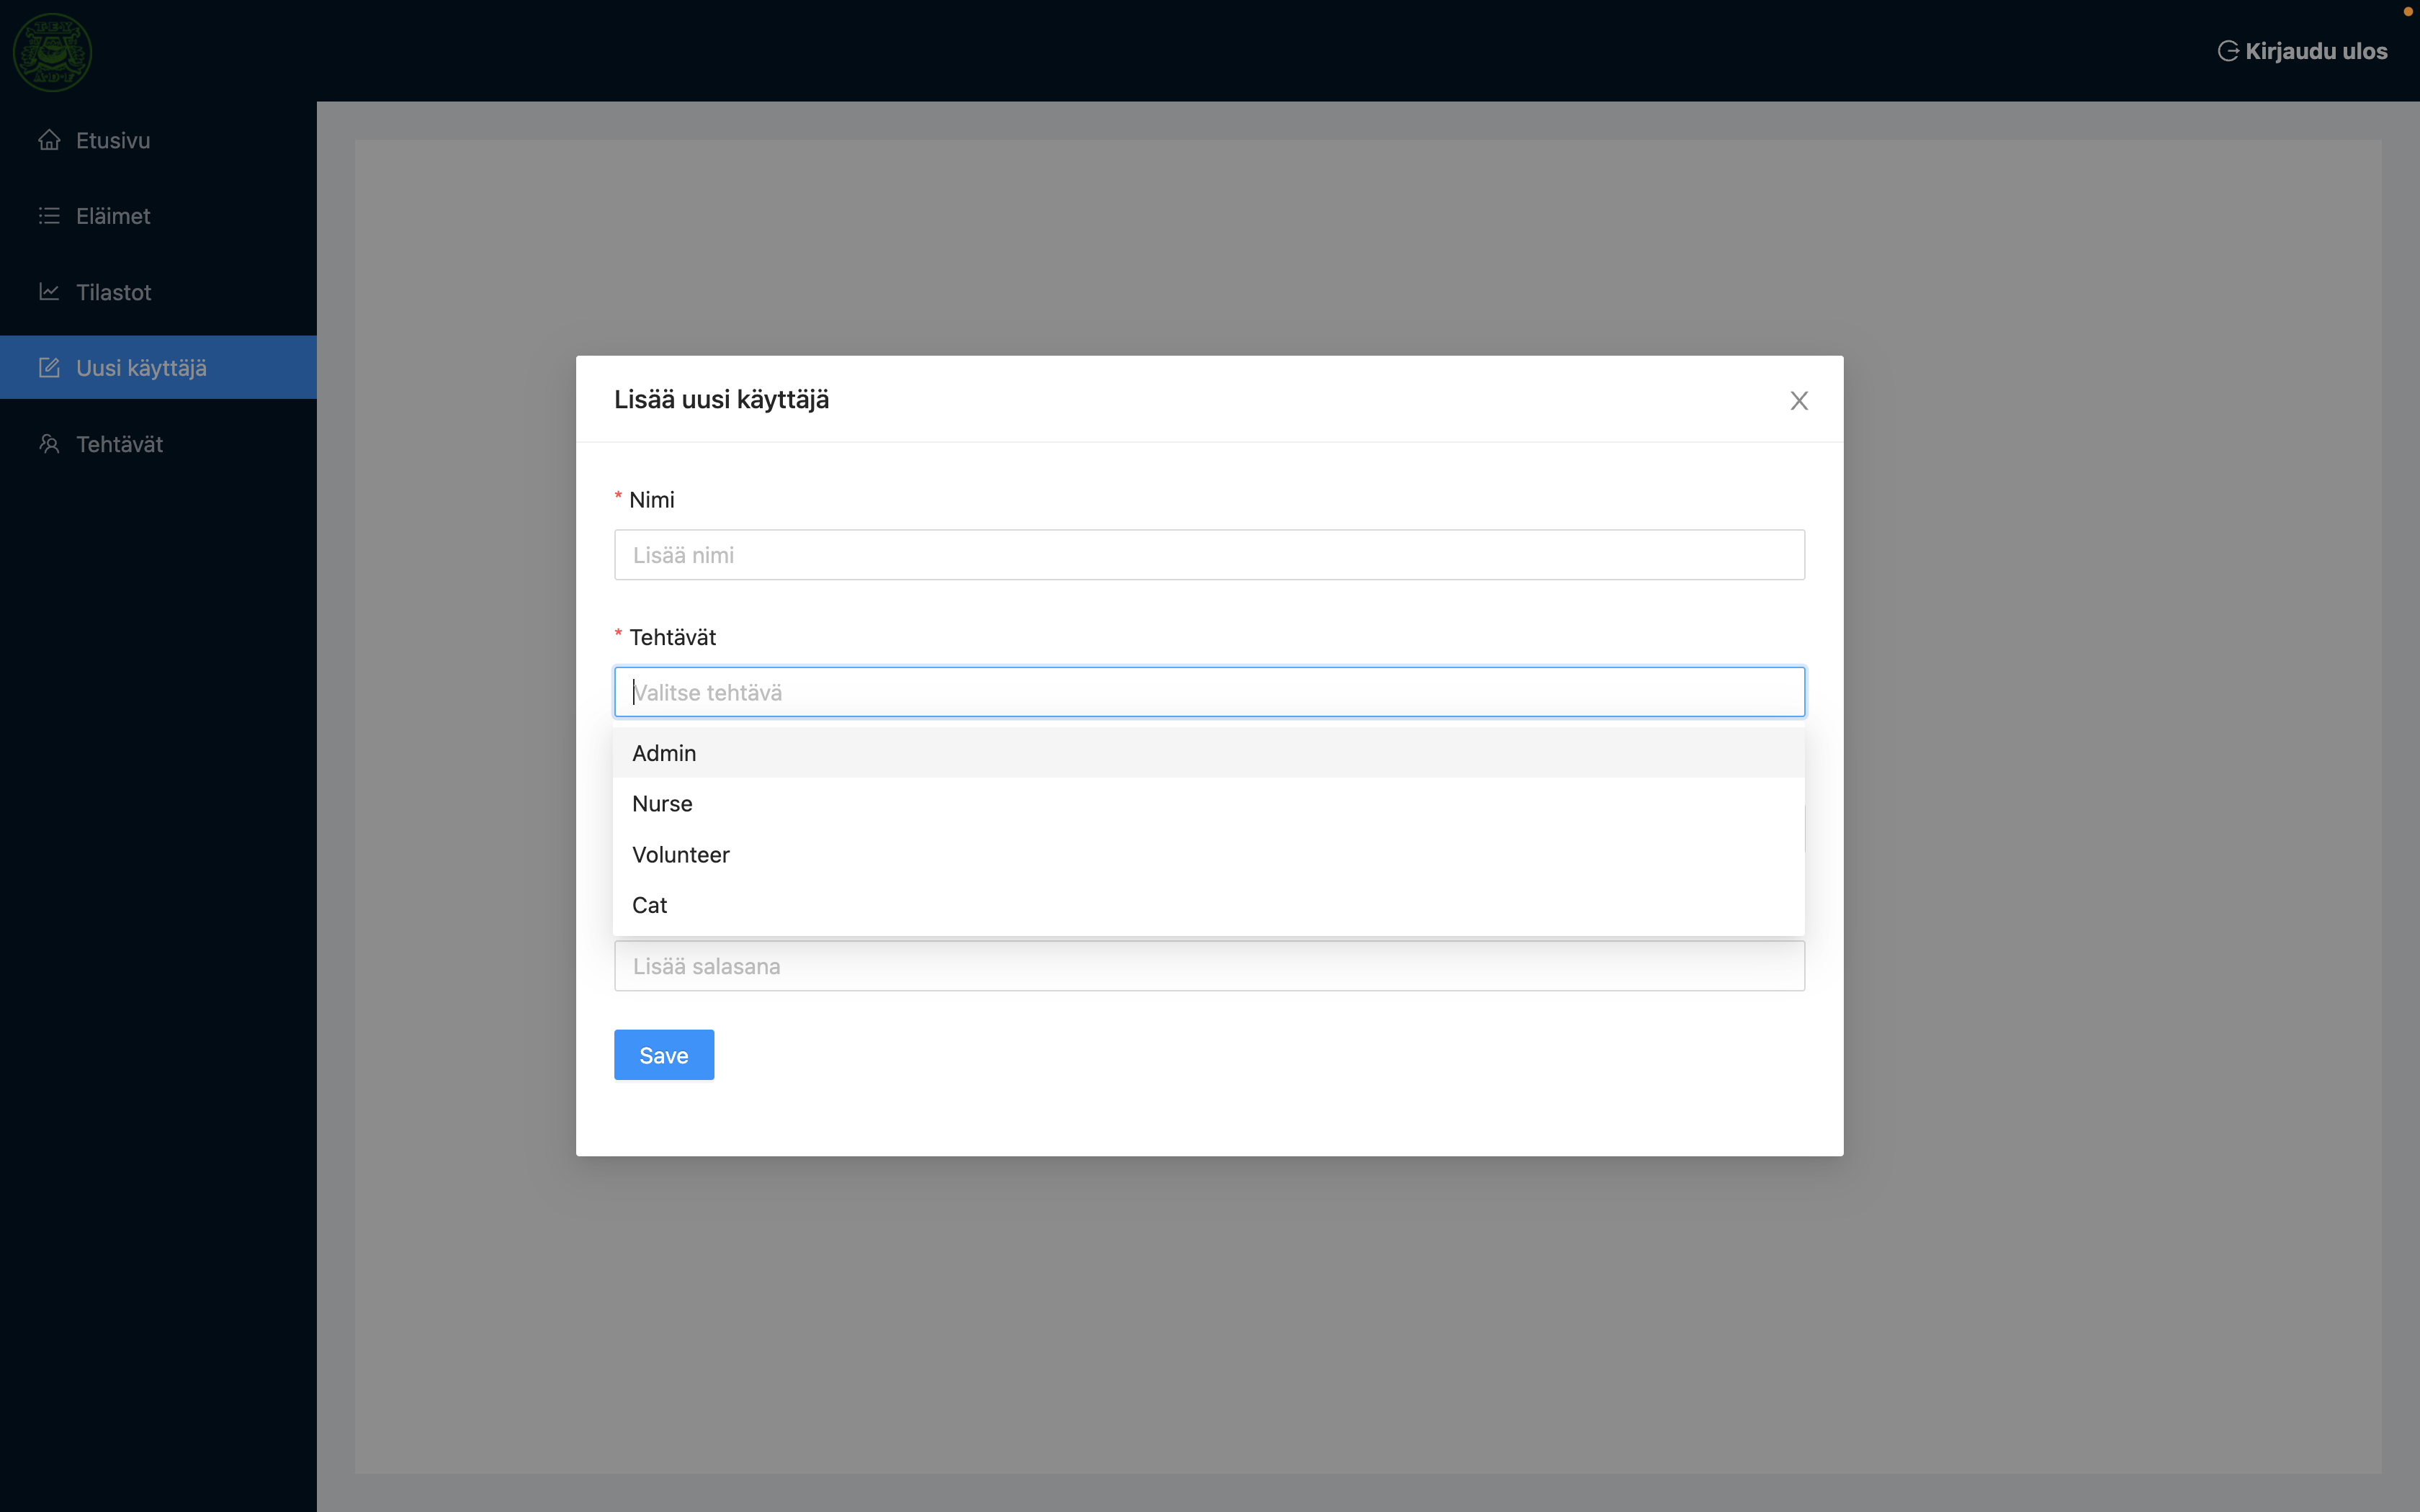 Kirjaudu ulos
Etusivu
Eläimet
Tilastot
Uusi käyttäjä
Tehtävät
Lisää uusi käyttäjä
* Nimi
Lisää nimi
* Tehtävät
Valitse tehtävä
Admin
Nurse
Volunteer
Cat
Lisää salasana
Save